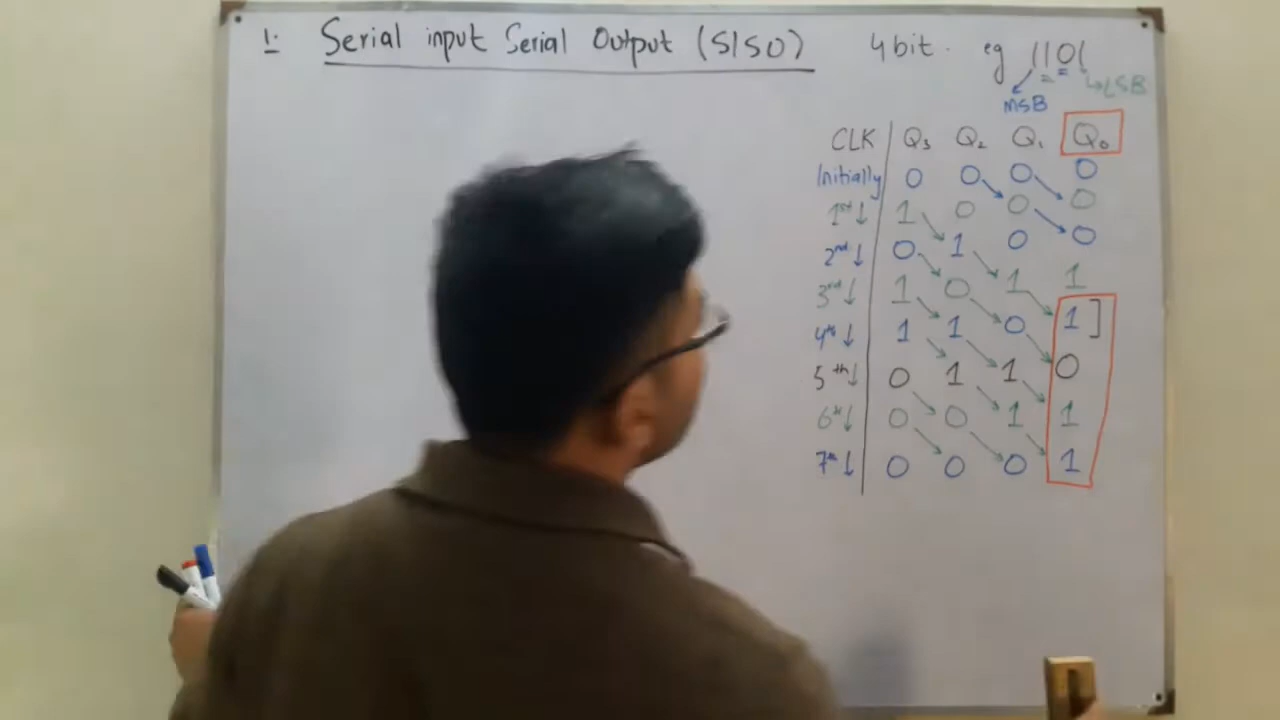 1. Serial input Serial Output (SISO) 4 bit. eg 1101
MSB LSB
CLK Q3 Q2 Q1 Q0
Initially 0 0 0 0
1st↓ 1 0 0 0
2nd↓ 0 1 0 0
3rd↓ 1 0 1 1
4th↓ 1 1 0 1]
5th↓ 0 1 1 0
6th↓ 0 0 1 1
7th↓ 0 0 0 1